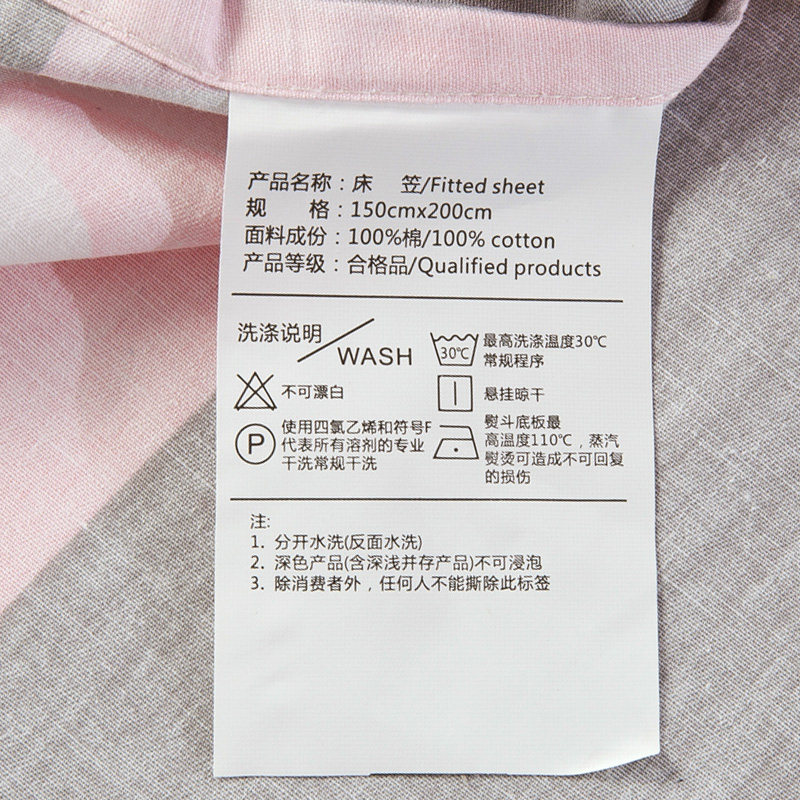 产品名称：床 笠/Fitted sheet
规 格：150cmx200cm
面料成份：100%棉/100% cotton
产品等级：合格品/Qualified products
洗涤说明/WASH
30℃
最高洗涤温度30℃
常规程序
不可漂白
悬挂晾干
P
使用四氯乙烯和符号F
代表所有溶剂的专业
干洗常规干洗
熨斗底板最
高温度110℃，蒸汽
熨烫可造成不可回复
的损伤
注:
1. 分开水洗(反面水洗)
2. 深色产品(含深浅并存产品)不可浸泡
3. 除消费者外，任何人不能撕除此标签